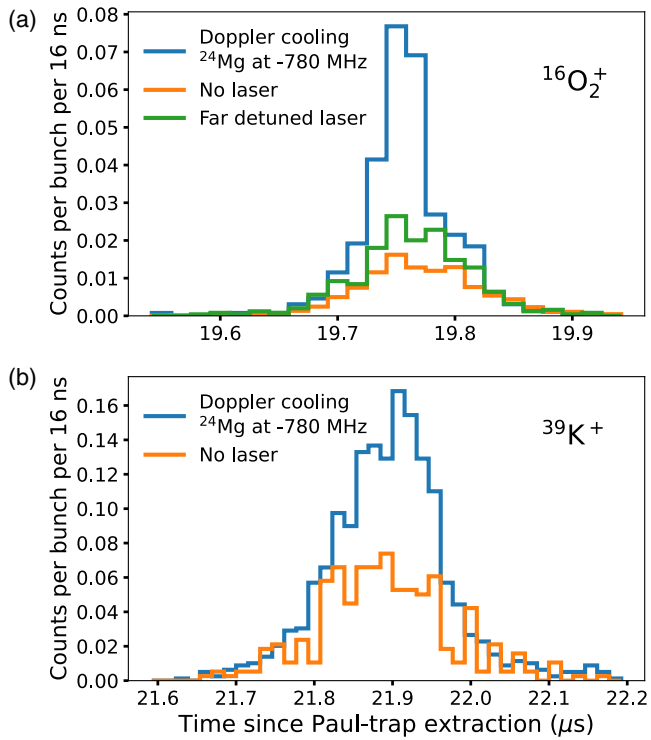 (a)
Counts per bunch per 16 ns
0.08
0.07
0.06
0.05
0.04
0.03
0.02
0.01
0.00
Doppler cooling
²⁴Mg at -780 MHz
No laser
Far detuned laser
¹⁶O₂⁺
19.6 19.7 19.8 19.9
(b)
Counts per bunch per 16 ns
0.16
0.14
0.12
0.10
0.08
0.06
0.04
0.02
0.00
Doppler cooling
²⁴Mg at -780 MHz
No laser
³⁹K⁺
21.6 21.7 21.8 21.9 22.0 22.1 22.2
Time since Paul-trap extraction (μs)